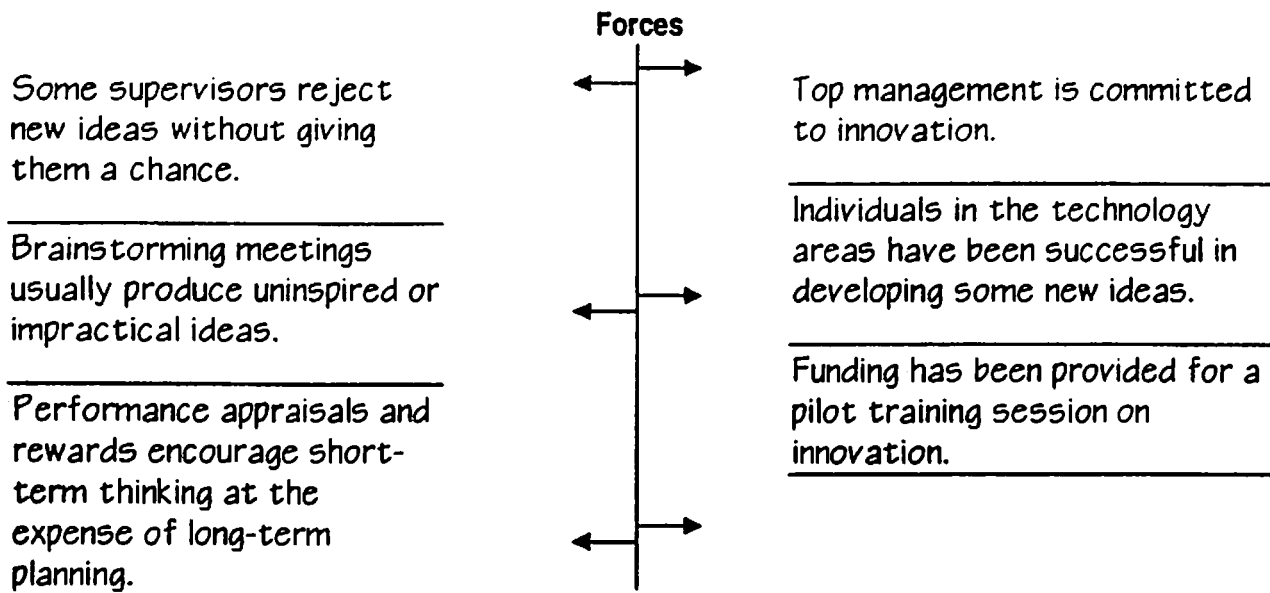 Forces
Some supervisors reject
new ideas without giving
them a chance.
Brainstorming meetings
usually produce uninspired or
impractical ideas.
Performance appraisals and
rewards encourage short-
term thinking at the
expense of long-term
planning.
Top management is committed
to innovation.
Individuals in the technology
areas have been successful in
developing some new ideas.
Funding has been provided for a
pilot training session on
innovation.